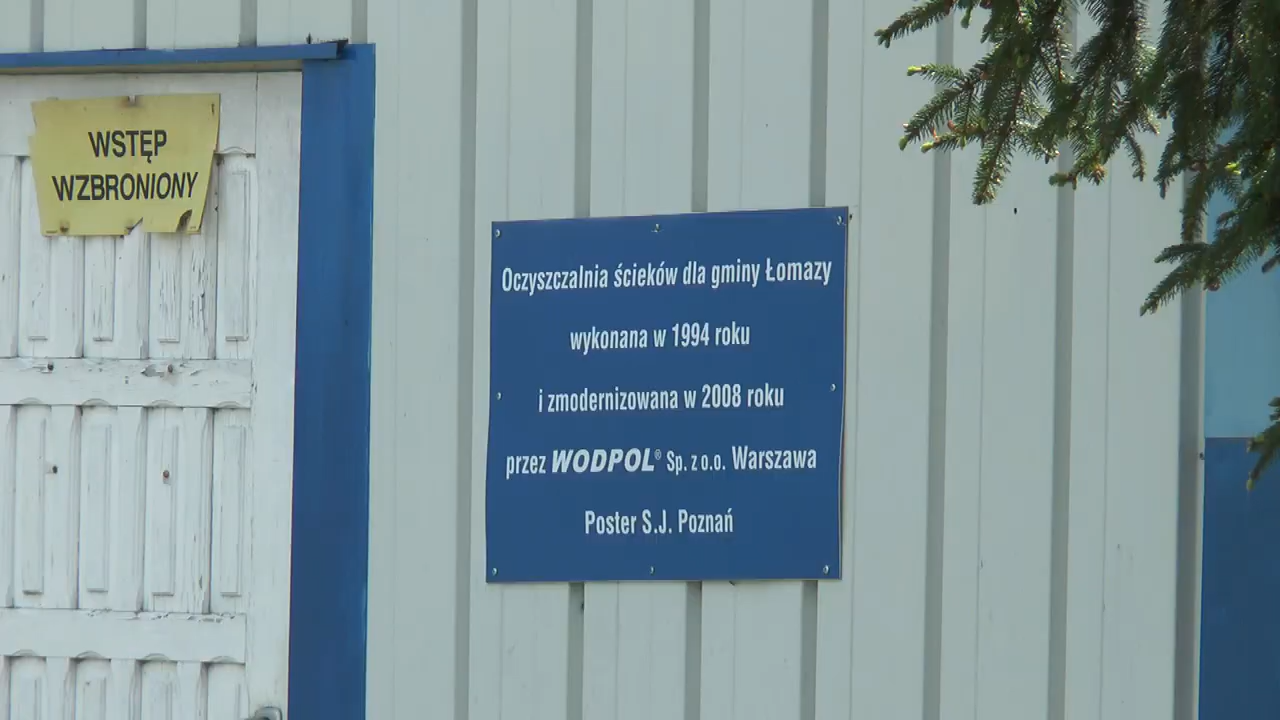 WSTĘP
WZBRONIONY
Oczyszczalnia ścieków dla gminy Łomazy
wykonana w 1994 roku
i zmodernizowana w 2008 roku
przez WODPOL® Sp. z o.o. Warszawa
Poster S.J. Poznań